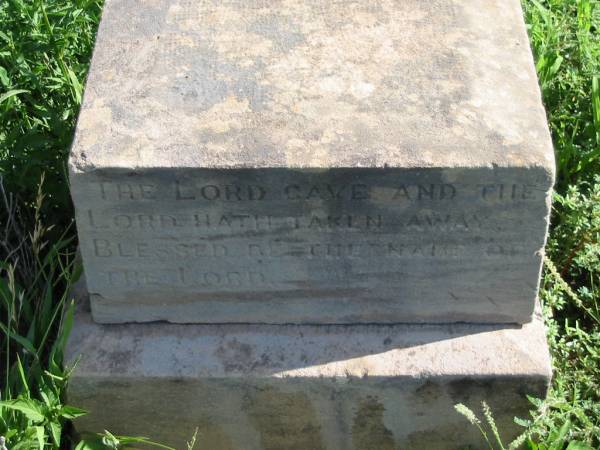 THE LORD GAVE AND THE
LORD HATH TAKEN AWAY.
BLESSED BE THE NAME OF
THE LORD.